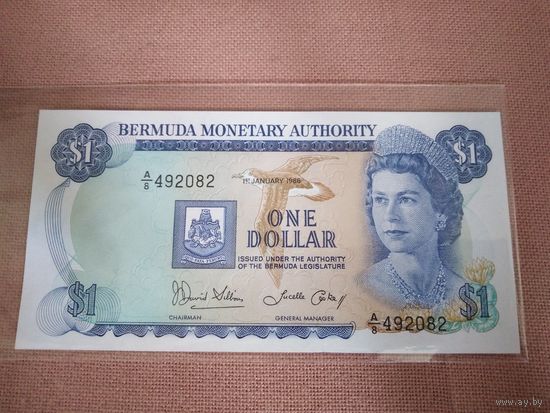 BERMUDA MONETARY AUTHORITY
$1
$1
A/8 492082
1st JANUARY 1986
ONE
DOLLAR
ISSUED UNDER THE AUTHORITY
OF THE BERMUDA LEGISLATURE
CHAIRMAN
GENERAL MANAGER
$1
$1
A/8 492082
www.ay.by